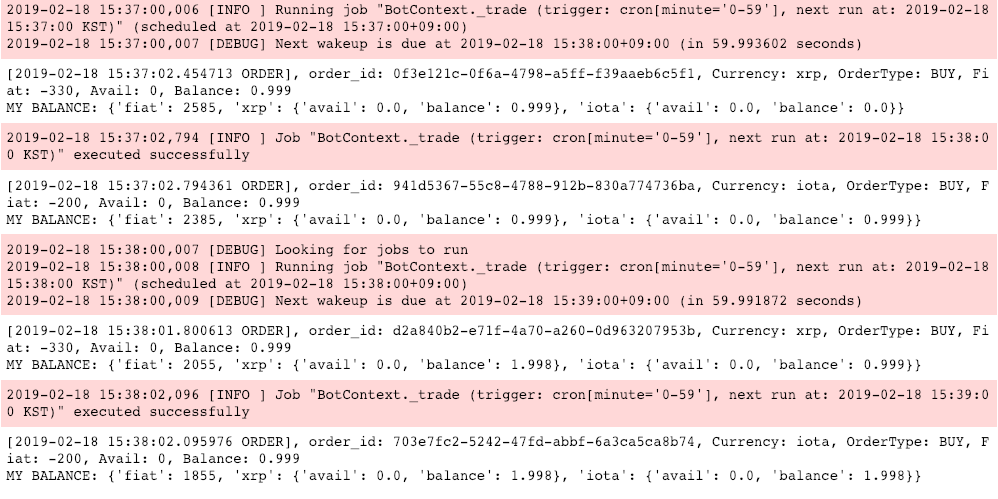 2019-02-18 15:37:00,006 [INFO ] Running job "BotContext._trade (trigger: cron[minute='0-59'], next run at: 2019-02-18
15:37:00 KST)" (scheduled at 2019-02-18 15:37:00+09:00)
2019-02-18 15:37:00,007 [DEBUG] Next wakeup is due at 2019-02-18 15:38:00+09:00 (in 59.993602 seconds)
[2019-02-18 15:37:02.454713 ORDER], order_id: 0f3e121c-0f6a-4798-a5ff-f39aaeb6c5f1, Currency: xrp, OrderType: BUY, Fi
at: -330, Avail: 0, Balance: 0.999
MY BALANCE: {'fiat': 2585, 'xrp': {'avail': 0.0, 'balance': 0.999}, 'iota': {'avail': 0.0, 'balance': 0.0}}
2019-02-18 15:37:02,794 [INFO ] Job "BotContext._trade (trigger: cron[minute='0-59'], next run at: 2019-02-18 15:38:0
0 KST)" executed successfully
[2019-02-18 15:37:02.794361 ORDER], order_id: 941d5367-55c8-4788-912b-830a774736ba, Currency: iota, OrderType: BUY, F
iat: -200, Avail: 0, Balance: 0.999
MY BALANCE: {'fiat': 2385, 'xrp': {'avail': 0.0, 'balance': 0.999}, 'iota': {'avail': 0.0, 'balance': 0.999}}
2019-02-18 15:38:00,007 [DEBUG] Looking for jobs to run
2019-02-18 15:38:00,008 [INFO ] Running job "BotContext._trade (trigger: cron[minute='0-59'], next run at: 2019-02-18
15:38:00 KST)" (scheduled at 2019-02-18 15:38:00+09:00)
2019-02-18 15:38:00,009 [DEBUG] Next wakeup is due at 2019-02-18 15:39:00+09:00 (in 59.991872 seconds)
[2019-02-18 15:38:01.800613 ORDER], order_id: d2a840b2-e71f-4a70-a260-0d963207953b, Currency: xrp, OrderType: BUY, Fi
at: -330, Avail: 0, Balance: 0.999
MY BALANCE: {'fiat': 2055, 'xrp': {'avail': 0.0, 'balance': 1.998}, 'iota': {'avail': 0.0, 'balance': 0.999}}
2019-02-18 15:38:02,096 [INFO ] Job "BotContext._trade (trigger: cron[minute='0-59'], next run at: 2019-02-18 15:39:0
0 KST)" executed successfully
[2019-02-18 15:38:02.095976 ORDER], order_id: 703e7fc2-5242-47fd-abbf-6a3ca5ca8b74, Currency: iota, OrderType: BUY, F
iat: -200, Avail: 0, Balance: 0.999
MY BALANCE: {'fiat': 1855, 'xrp': {'avail': 0.0, 'balance': 1.998}, 'iota': {'avail': 0.0, 'balance': 1.998}}